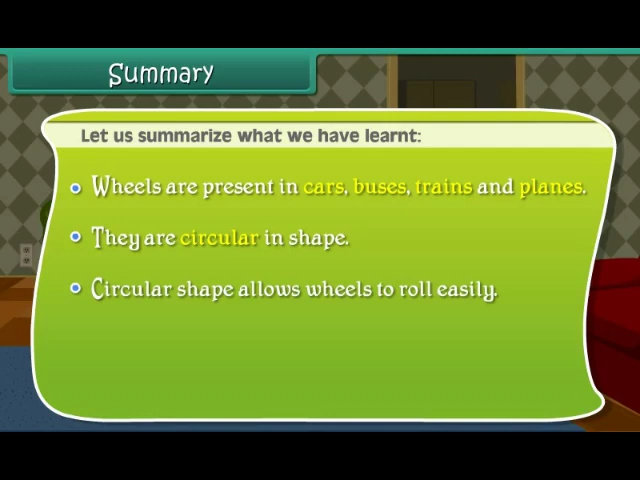 Summary
Let us summarize what we have learnt:
Wheels are present in cars, buses, trains and planes.
They are circular in shape.
Circular shape allows wheels to roll easily.